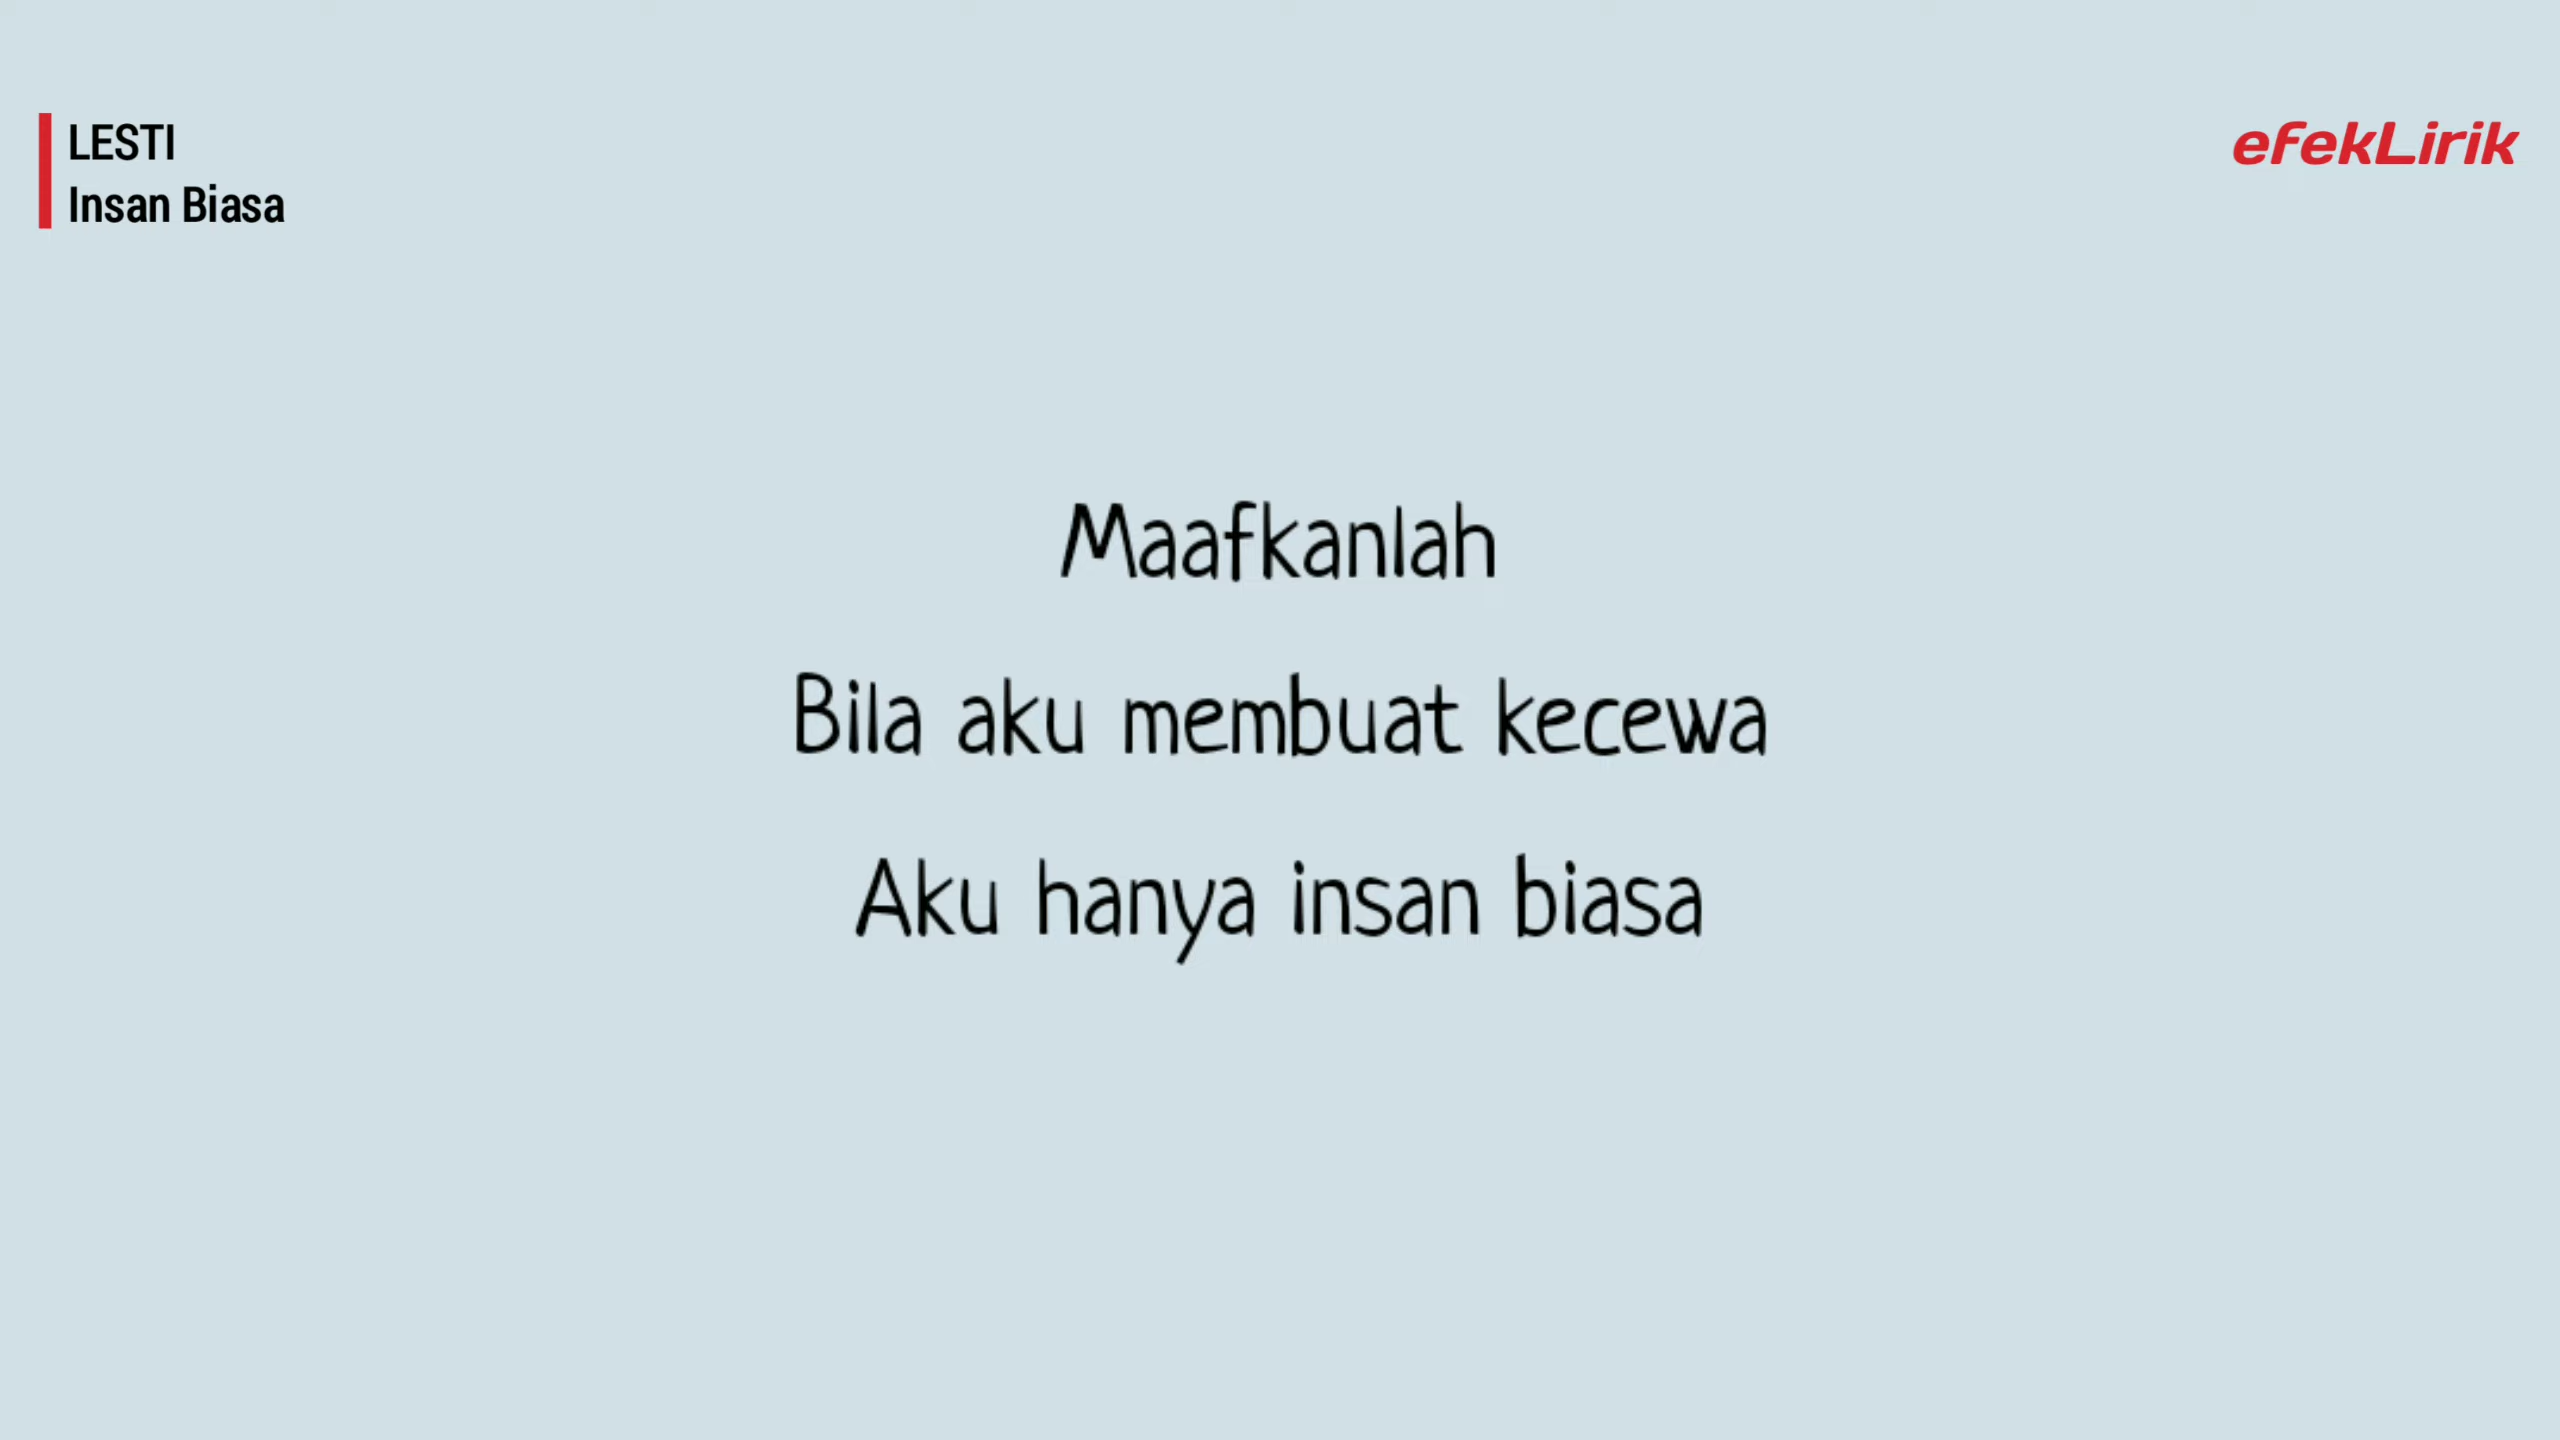 LESTI
Insan Biasa
efekLirik
Maafkanlah
Bila aku membuat kecewa
Aku hanya insan biasa